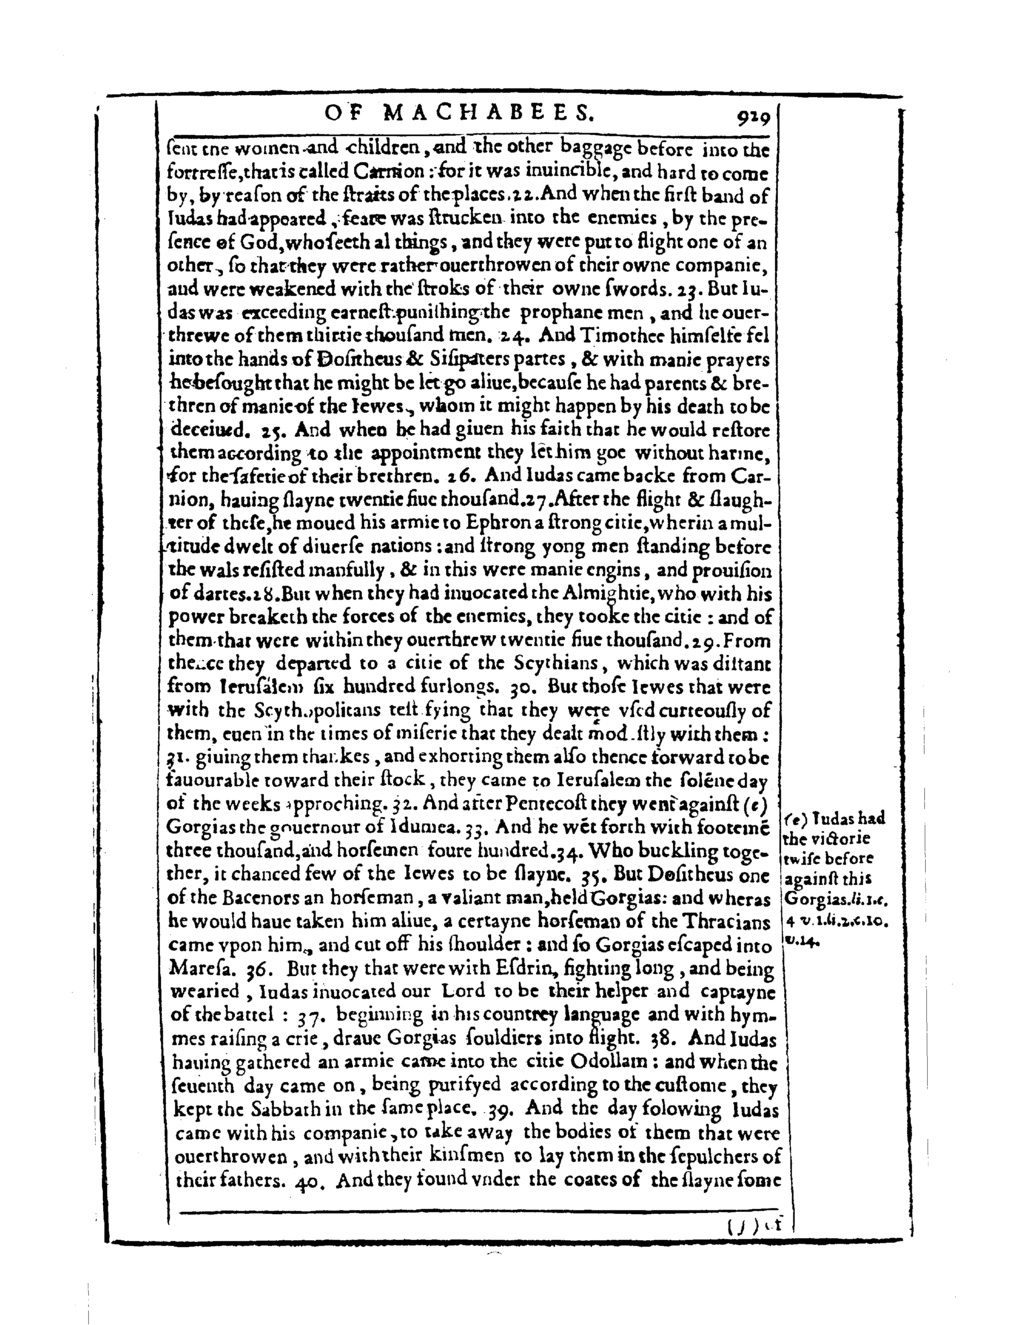 OF MACHABEES. 929
ſent the women and children, and the other baggage before into the
fortreſſe, that is called Carnion: for it was inuincible, and hard to come
by, by reaſon of the ſtraits of the places. 22. And when the firſt band of
Iudas had appeared, feare was ſtrucken into the enemies, by the pre-
ſence of God, who ſeeth al things, and they were put to flight one of an
other, ſo that they were rather ouerthrowen of their owne companie,
and were weakened with the ſtroks of their owne ſwords. 23. But Iu-
das was exceeding earneſt puniſhing the prophane men, and he ouer-
threwe of them thirtie thouſand men. 24. And Timothee himſelfe fel
into the hands of Doſitheus & Siſipaters partes, & with manie prayers
he beſought that he might be let go aliue, becauſe he had parents & bre-
thren of manie of the Iewes, whom it might happen by his death to be
deceiued. 25. And when he had giuen his faith that he would reſtore
them according to the appointment they let him goe without harme,
for the ſafetie of their brethren. 26. And Iudas came backe from Car-
nion, hauing ſlayne twentie fiue thouſand. 27. After the flight & ſlaugh-
ter of theſe, he moued his armie to Ephron a ſtrong citie, wherin a mul-
titude dwelt of diuerſe nations: and ſtrong yong men ſtanding before
the wals reſiſted manfully, & in this were manie engins, and prouiſion
of dartes. 28. But when they had inuocated the Almightie, who with his
power breaketh the forces of the enemies, they tooke the citie: and of
them that were within they ouerthrew twentie fiue thouſand. 29. From
thence they departed to a citie of the Scythians, which was diſtant
from Ieruſalem ſix hundred furlongs. 30. But thoſe Iewes that were
with the Scythopolitans teſtifying that they were vſed curteouſly of
them, euen in the times of miſerie that they dealt modeſtly with them:
31. giuing them thankes, and exhorting them alſo thence forward to be
fauourable toward their ſtock, they came to Ieruſalem the ſolẽne day
of the weeks approching. 32. And after Pentecoſt they went againſt (e)
Gorgias the gouernour of Idumea. 33. And he wẽt forth with footemẽ
three thouſand, and horſemen foure hundred. 34. Who buckling toge-
ther, it chanced few of the Iewes to be ſlayne. 35. But Doſitheus one
of the Bacenors an horſeman, a valiant man, held Gorgias: and wheras
he would haue taken him aliue, a certayne horſeman of the Thracians
came vpon him, and cut off his ſhoulder: and ſo Gorgias eſcaped into
Mareſa. 36. But they that were with Eſdrin, fighting long, and being
wearied, Iudas inuocated our Lord to be their helper and captayne
of the battel: 37. beginning in his countrey language and with hym-
mes raiſing a crie, draue Gorgias ſouldiers into flight. 38. And Iudas
hauing gathered an armie came into the citie Odollam: and when the
ſeuenth day came on, being purifyed according to the cuſtome, they
kept the Sabbath in the ſame place. 39. And the day folowing Iudas
came with his companie, to take away the bodies of them that were
ouerthrowen, and with their kinſmen to lay them in the ſepulchers of
their fathers. 40. And they found vnder the coates of the ſlayne ſome
(f) of
(e) Iudas had
the victorie
twiſe before
againſt this
Gorgias. li. 1. c.
4 v. 1. li. 2. c. 10.
v. 14.